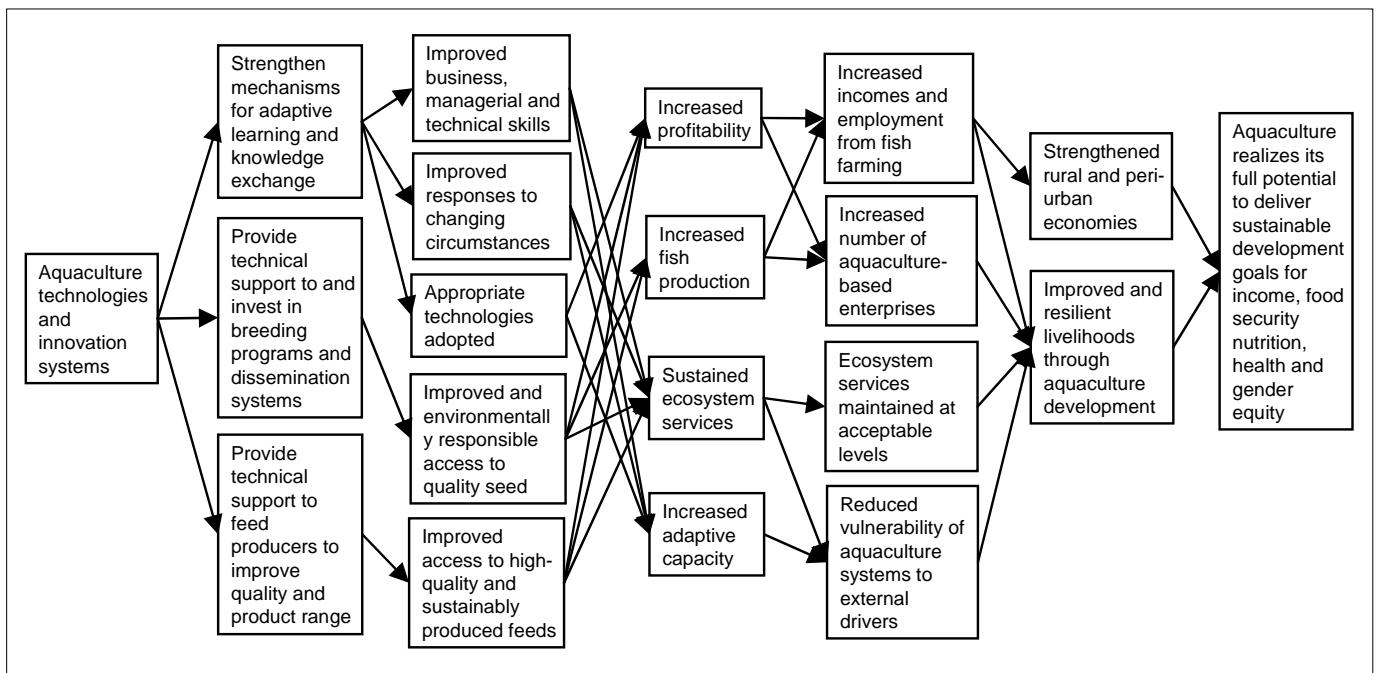 Aquaculture
technologies
and
innovation
systems
Strengthen
mechanisms
for adaptive
learning and
knowledge
exchange
Provide
technical
support to and
invest in
breeding
programs and
dissemination
systems
Provide
technical
support to
feed
producers to
improve
quality and
product range
Improved
business,
managerial and
technical skills
Improved
responses to
changing
circumstances
Appropriate
technologies
adopted
Improved and
environmentall
y responsible
access to
quality seed
Improved
access to high-
quality and
sustainably
produced feeds
Increased
profitability
Increased
fish
production
Sustained
ecosystem
services
Increased
adaptive
capacity
Increased
incomes and
employment
from fish
farming
Increased
number of
aquaculture-
based
enterprises
Ecosystem
services
maintained at
acceptable
levels
Reduced
vulnerability of
aquaculture
systems to
external
drivers
Strengthened
rural and peri-
urban
economies
Improved and
resilient
livelihoods
through
aquaculture
development
Aquaculture
realizes its
full potential
to deliver
sustainable
development
goals for
income, food
security
nutrition,
health and
gender
equity